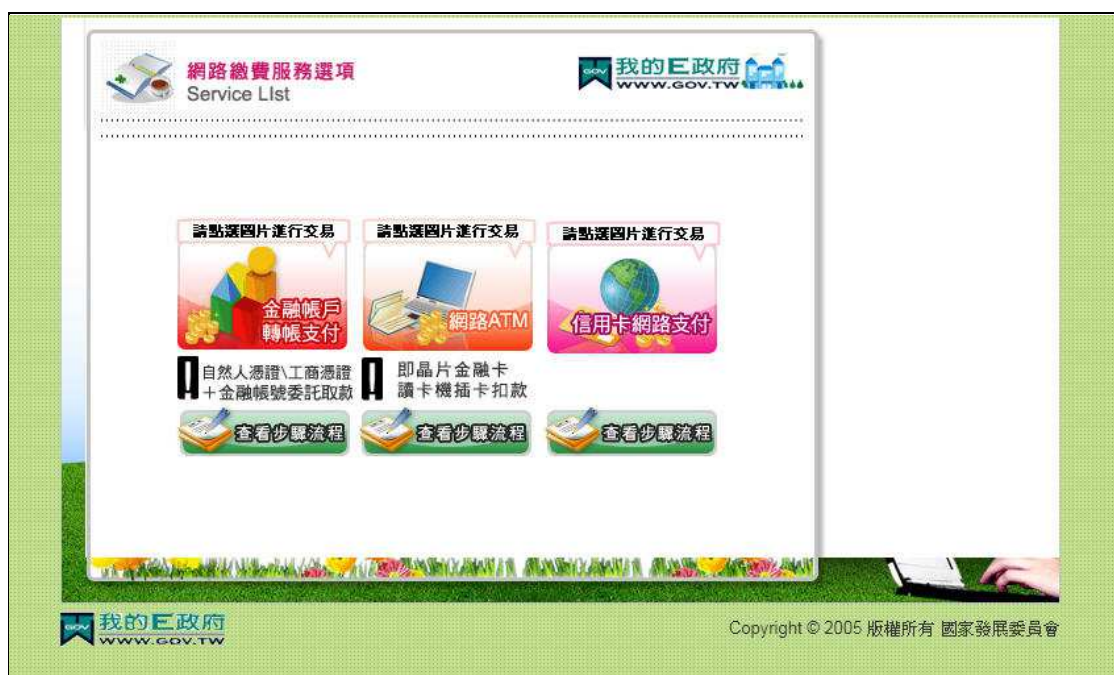 網路繳費服務選項
Service LIst
GOV 我的E政府
WWW.GOV.TW
請點選圖片進行交易
金融帳戶
轉帳支付
自然人憑證\工商憑證
＋金融帳號委託取款
查看步驟流程
請點選圖片進行交易
網路ATM
即晶片金融卡
讀卡機插卡扣款
查看步驟流程
請點選圖片進行交易
信用卡網路支付
查看步驟流程
GOV 我的E政府
WWW.GOV.TW
Copyright © 2005 版權所有 國家發展委員會